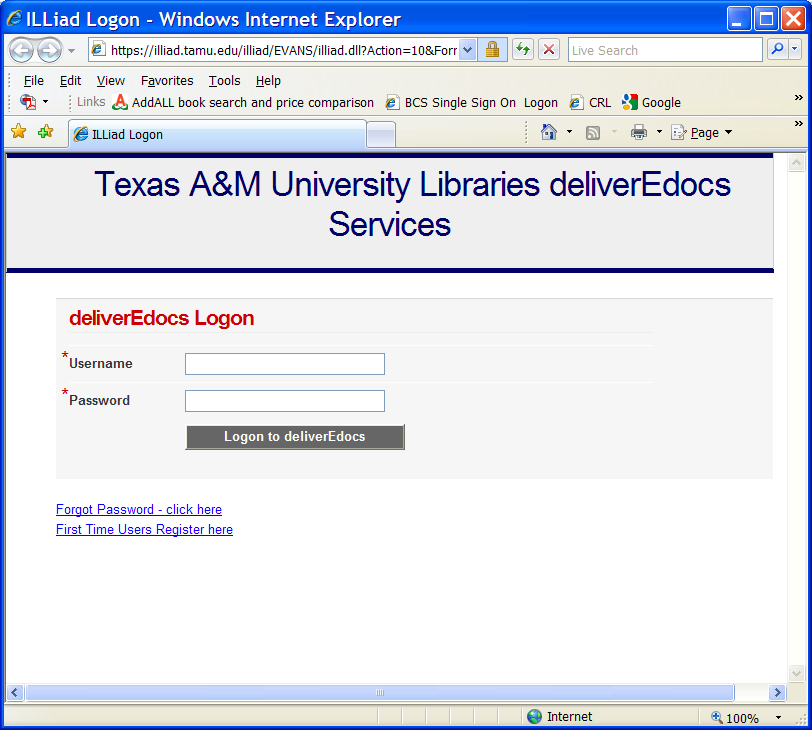 ILLiad Logon - Windows Internet Explorer
https://illiad.tamu.edu/illiad/EVANS/illiad.dll?Action=10&Forr
Live Search
File Edit View Favorites Tools Help
Links AddALL book search and price comparison BCS Single Sign On Logon CRL Google »
ILLiad Logon Page »
Texas A&M University Libraries deliverEdocs
Services
deliverEdocs Logon
*Username
*Password
Logon to deliverEdocs
Forgot Password - click here
First Time Users Register here
Internet 100%